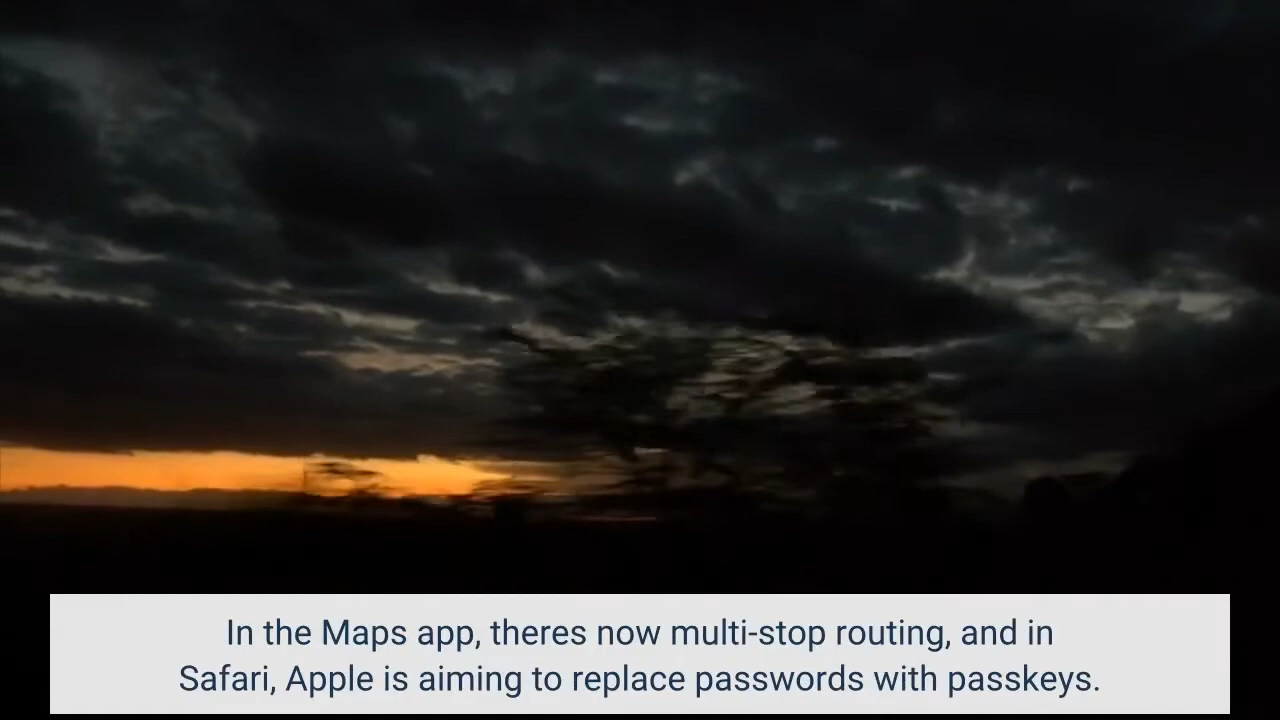 In the Maps app, theres now multi-stop routing, and in
Safari, Apple is aiming to replace passwords with passkeys.